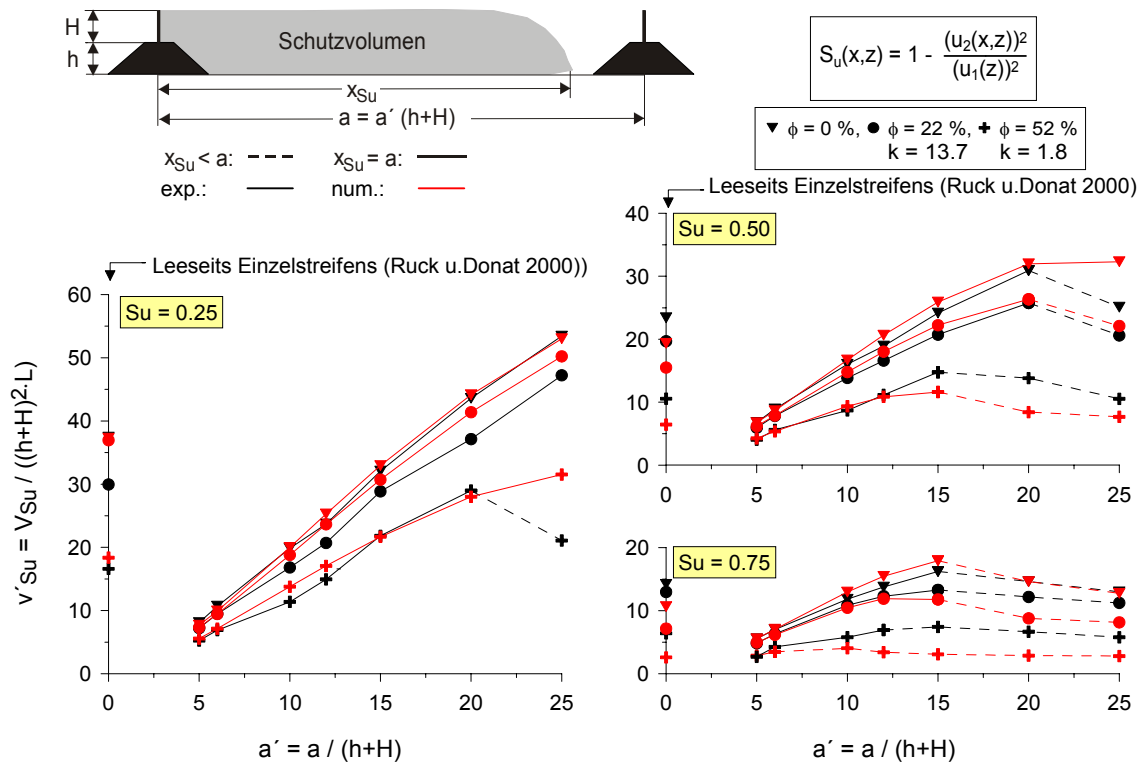 H
h
Schutzvolumen
x_Su
a = a´ (h+H)
S_u(x,z) = 1 - (u_2(x,z))² / (u_1(z))²
x_Su < a:
x_Su = a:
exp.:
num.:
ϕ = 0 %, ϕ = 22 %, ϕ = 52 %
k = 13.7 k = 1.8
Leeseits Einzelstreifens (Ruck u.Donat 2000))
Su = 0.25
60
50
40
30
20
10
0
0 5 10 15 20 25
v´_Su = V_Su / ((h+H)²·L)
a´ = a / (h+H)
Leeseits Einzelstreifens (Ruck u.Donat 2000)
Su = 0.50
40
30
20
10
0
0 5 10 15 20 25
Su = 0.75
20
10
0
0 5 10 15 20 25
a´ = a / (h+H)